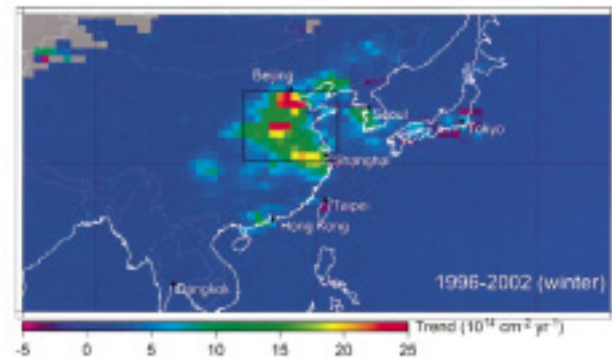 Beijing
Seoul
Tokyo
Shanghai
Taipei
Hong Kong
Bangkok
1996-2002 (winter)
-5 0 5 10 15 20 25 Trend (10¹⁴ cm⁻² yr⁻¹)